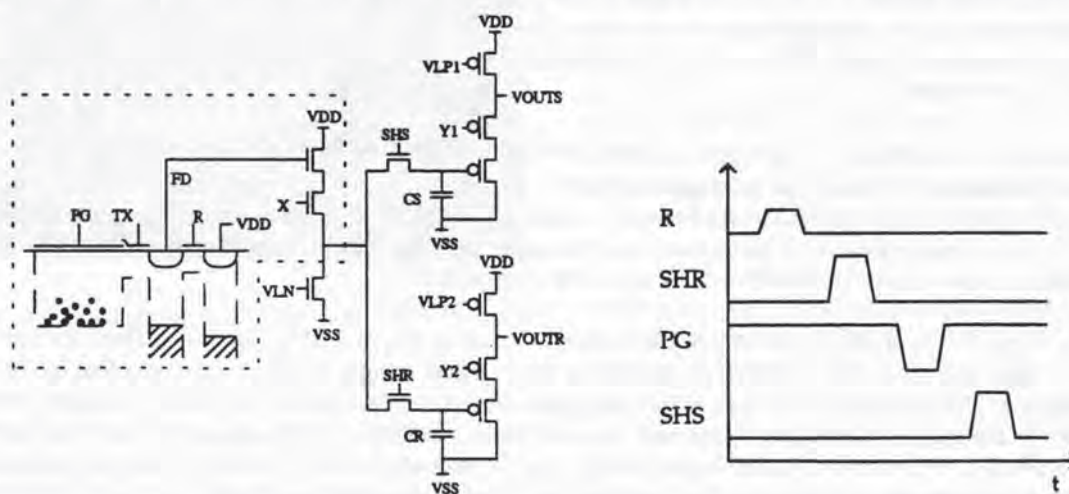 VDD
VLP1
VOUTS
Y1
SHS
CS
VSS
VDD
FD
X
PG
TX
R
VDD
VLN
VSS
VDD
VLP2
VOUTR
Y2
SHR
CR
VSS
R
SHR
PG
SHS
t